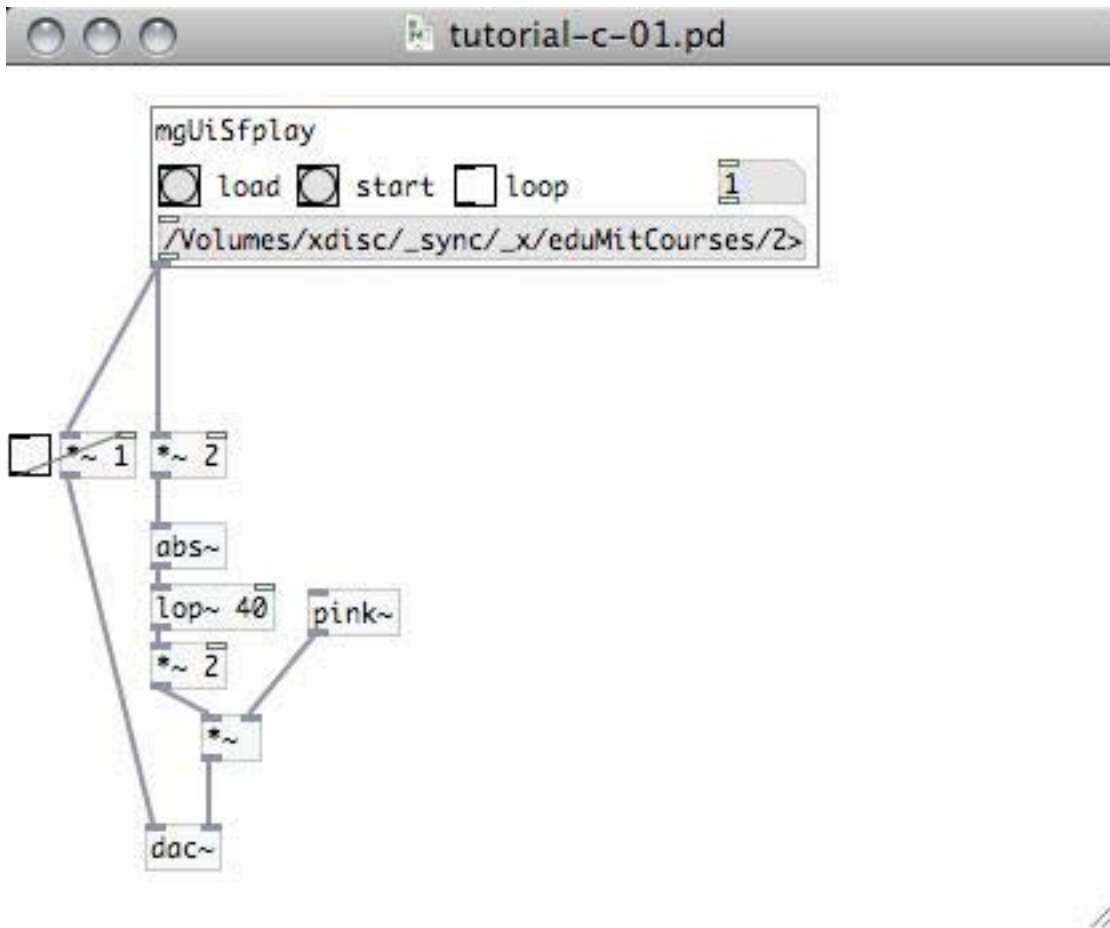 tutorial-c-01.pd
mgUiSfplay
load start loop 1
/Volumes/xdisc/_sync/_x/eduMitCourses/2>
*~ 1 *~ 2
abs~
lop~ 40 pink~
*~ 2
*~
dac~